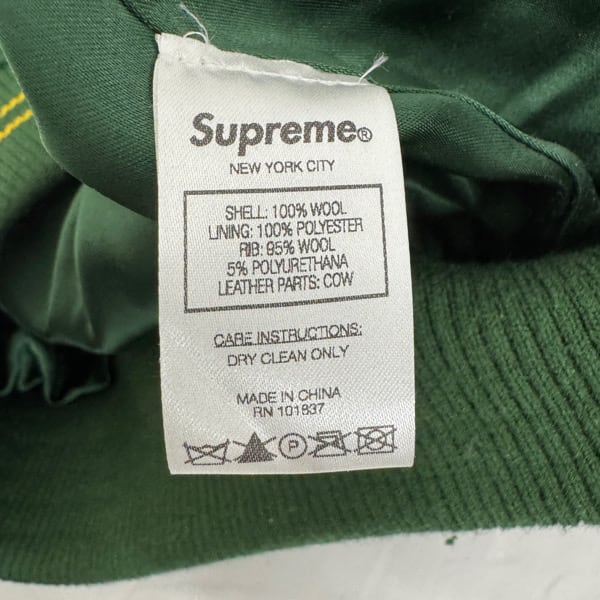 Supreme®
NEW YORK CITY
SHELL: 100% WOOL
LINING: 100% POLYESTER
RIB: 95% WOOL
5% POLYURETHANA
LEATHER PARTS: COW
CARE INSTRUCTIONS:
DRY CLEAN ONLY
MADE IN CHINA
RN 101837
P